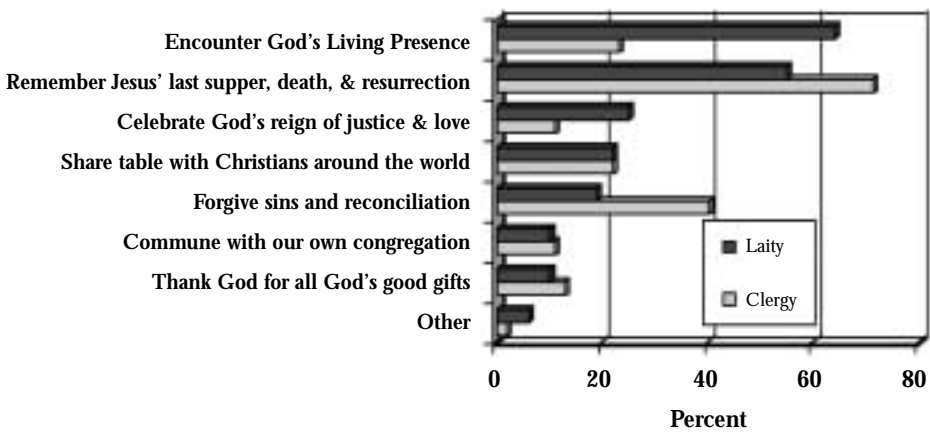 Encounter God's Living Presence
Remember Jesus' last supper, death, & resurrection
Celebrate God's reign of justice & love
Share table with Christians around the world
Forgive sins and reconciliation
Commune with our own congregation
Thank God for all God's good gifts
Other
Laity
Clergy
0 20 40 60 80
Percent